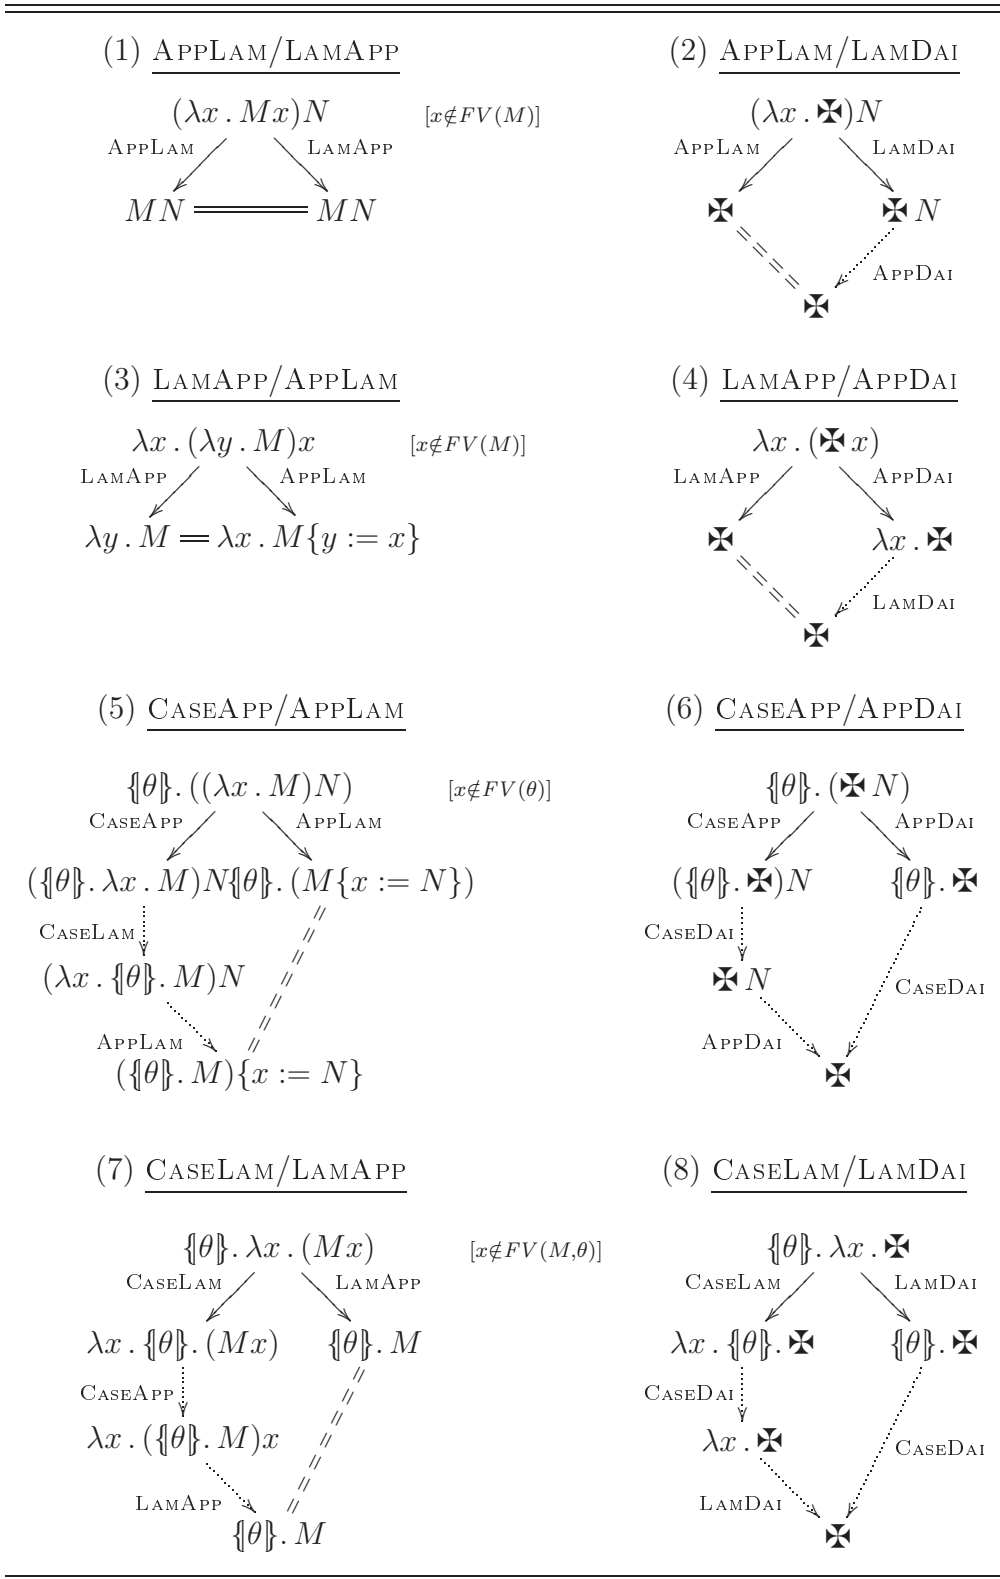 (1) APPLAM/LAMAPP
(λx . Mx)N [x∉FV(M)]
APPLAM LAMAPP
MN MN
(2) APPLAM/LAMDAI
(λx . ✠)N
APPLAM LAMDAI
✠ ✠ N
APPDAI
✠
(3) LAMAPP/APPLAM
λx . (λy . M)x [x∉FV(M)]
LAMAPP APPLAM
λy . M = λx . M{y := x}
(4) LAMAPP/APPDAI
λx . (✠ x)
LAMAPP APPDAI
✠ λx . ✠
LAMDAI
✠
(5) CASEAPP/APPLAM
{|θ|}. ((λx . M)N) [x∉FV(θ)]
CASEAPP APPLAM
({|θ|}. λx . M)N{|θ|}. (M{x := N})
CASELAM
(λx . {|θ|}. M)N
APPLAM
({|θ|}. M){x := N}
(6) CASEAPP/APPDAI
{|θ|}. (✠ N)
CASEAPP APPDAI
({|θ|}. ✠)N {|θ|}. ✠
CASEDAI
✠ N
CASEDAI
APPDAI
✠
(7) CASELAM/LAMAPP
{|θ|}. λx . (Mx) [x∉FV(M,θ)]
CASELAM LAMAPP
λx . {|θ|}. (Mx) {|θ|}. M
CASEAPP
λx . ({|θ|}. M)x
LAMAPP
{|θ|}. M
(8) CASELAM/LAMDAI
{|θ|}. λx . ✠
CASELAM LAMDAI
λx . {|θ|}. ✠ {|θ|}. ✠
CASEDAI
λx . ✠
CASEDAI
LAMDAI
✠